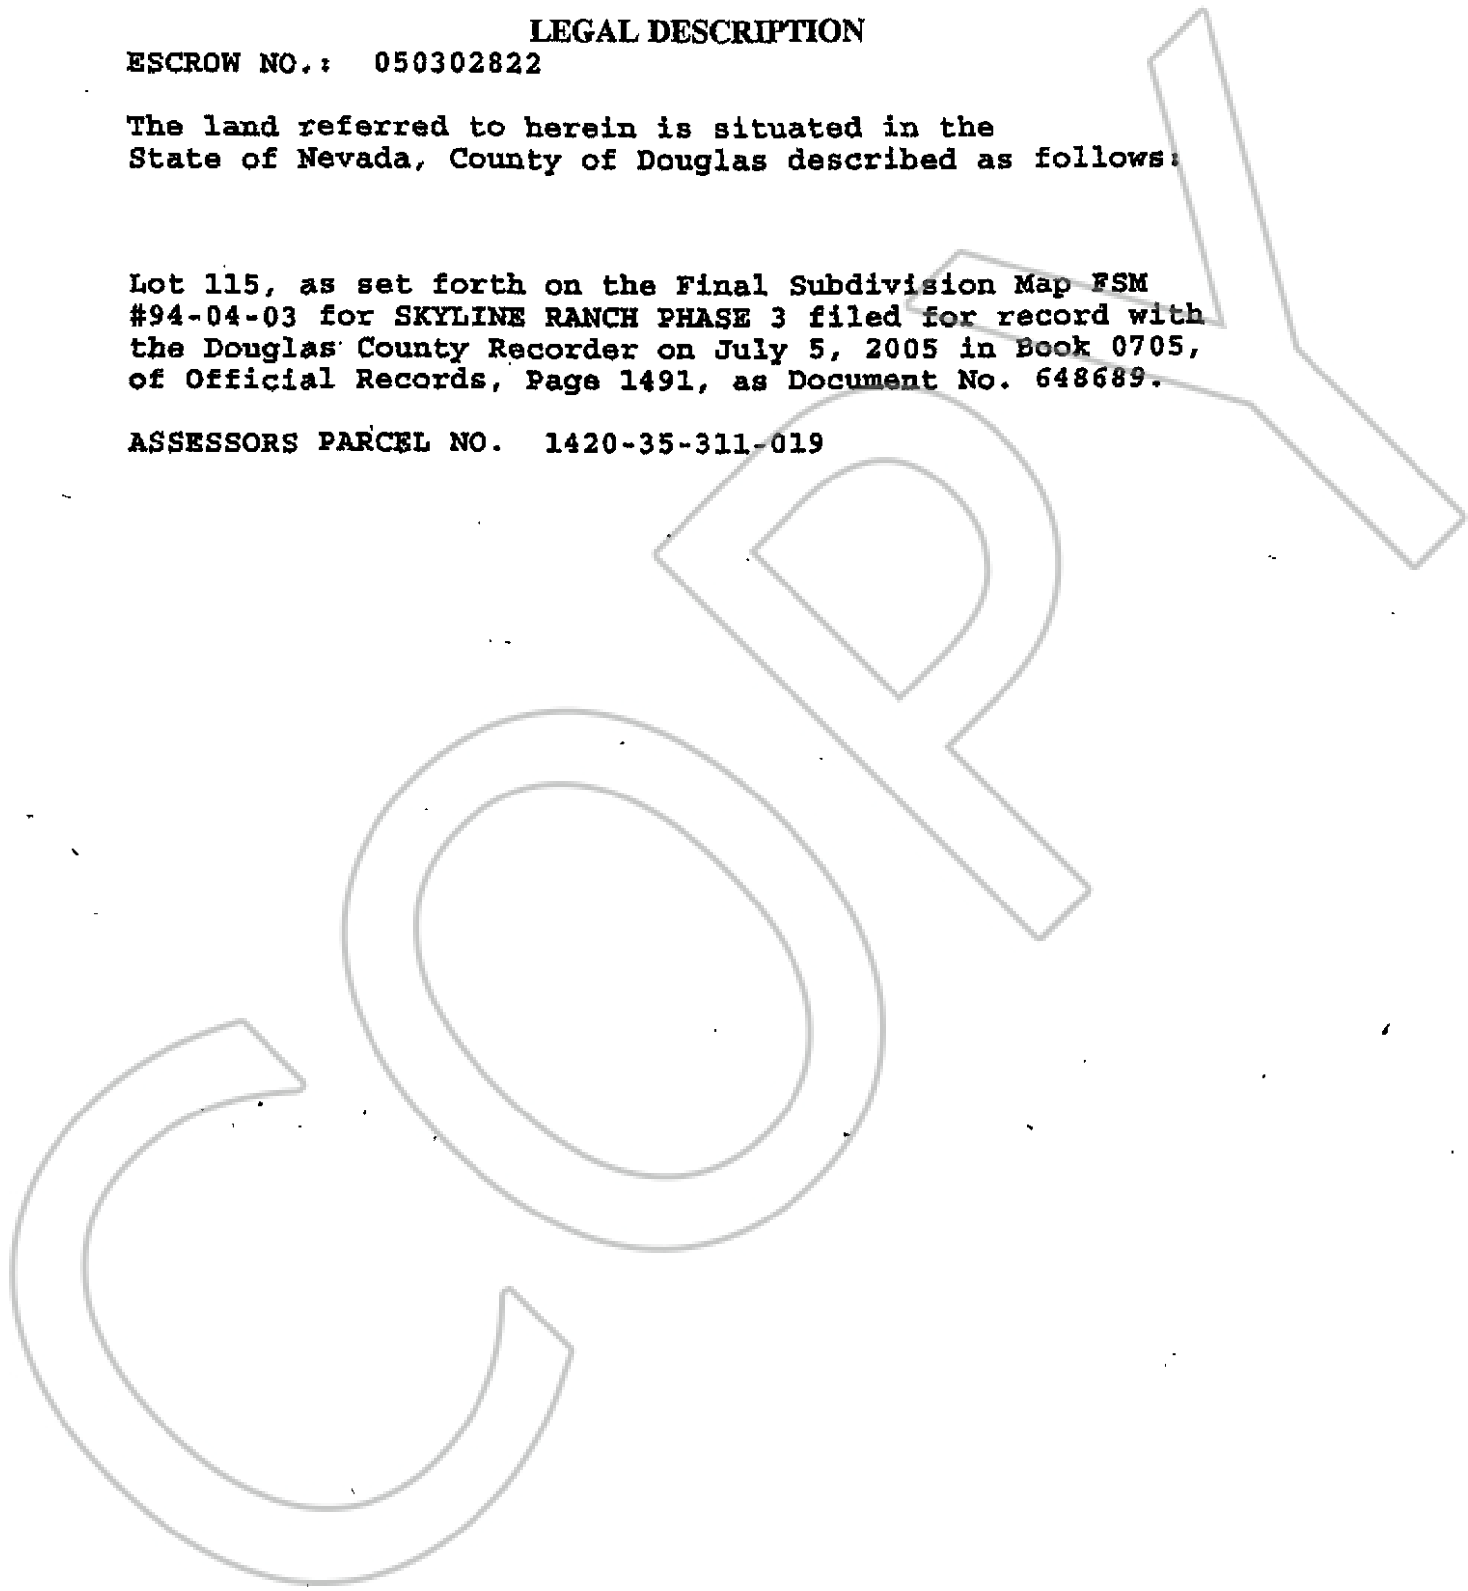 LEGAL DESCRIPTION
ESCROW NO.: 050302822
The land referred to herein is situated in the
State of Nevada, County of Douglas described as follows:
Lot 115, as set forth on the Final Subdivision Map FSM
#94-04-03 for SKYLINE RANCH PHASE 3 filed for record with
the Douglas County Recorder on July 5, 2005 in Book 0705,
of Official Records, Page 1491, as Document No. 648689.
ASSESSORS PARCEL NO. 1420-35-311-019
COPY